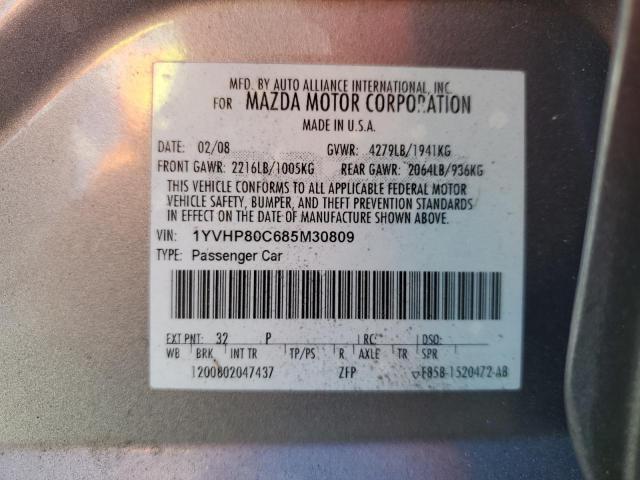 MFD. BY AUTO ALLIANCE INTERNATIONAL, INC.
FOR MAZDA MOTOR CORPORATION
MADE IN U.S.A.
DATE: 02/08 GVWR: 4279LB/1941KG
FRONT GAWR: 2216LB/1005KG REAR GAWR: 2064LB/936KG
THIS VEHICLE CONFORMS TO ALL APPLICABLE FEDERAL MOTOR
VEHICLE SAFETY, BUMPER, AND THEFT PREVENTION STANDARDS
IN EFFECT ON THE DATE OF MANUFACTURE SHOWN ABOVE.
VIN: 1YVHP80C685M30809
TYPE: Passenger Car
EXT PNT: 32 P RC: DSO:
WB BRK INT TR TP/PS R AXLE TR SPR
1200802047437 ZFP F85B-1520472-AB